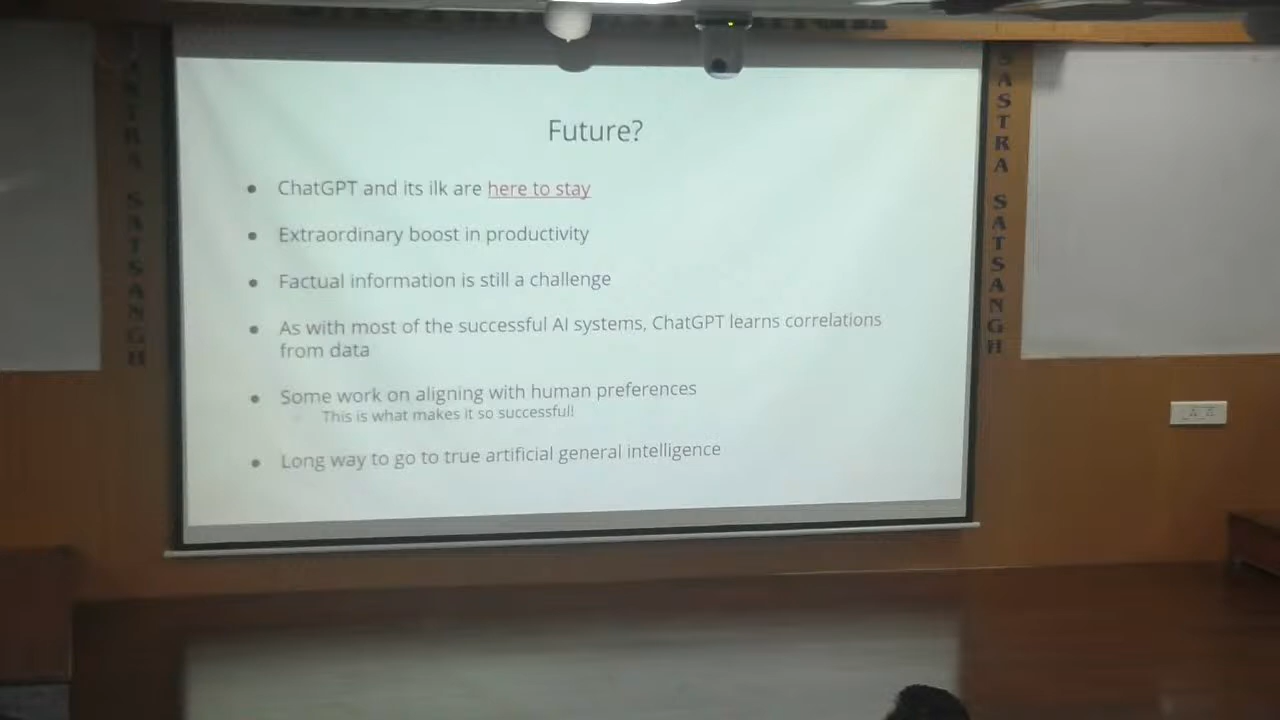 Future?
ChatGPT and its ilk are here to stay
Extraordinary boost in productivity
Factual information is still a challenge
As with most of the successful AI systems, ChatGPT learns correlations
from data
Some work on aligning with human preferences
This is what makes it so successful!
Long way to go to true artificial general intelligence
SASTRA SATSANGH
SASTRA SATSANGH